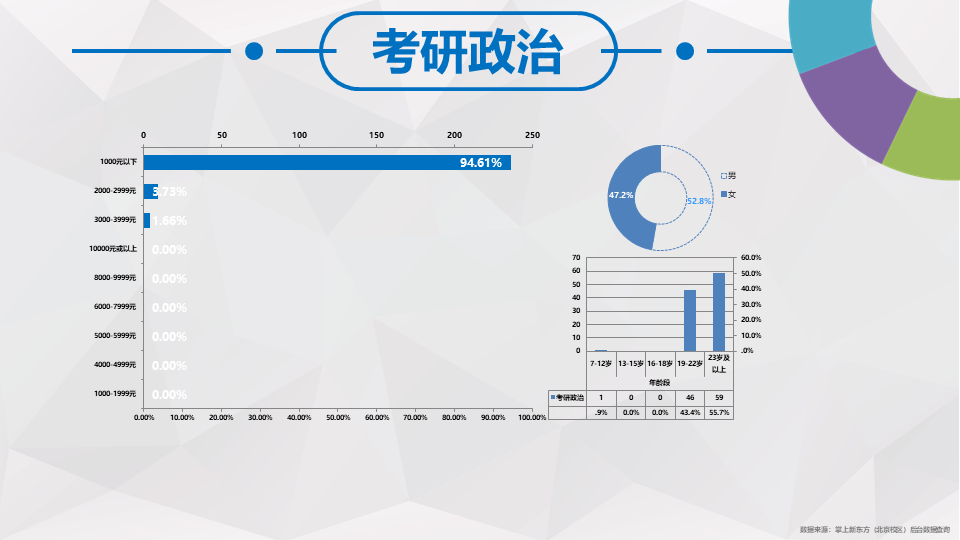 考研政治
0 50 100 150 200 250
1000元以下 94.61%
2000-2999元 3.73%
3000-3999元 1.66%
10000元或以上 0.00%
8000-9999元 0.00%
6000-7999元 0.00%
5000-5999元 0.00%
4000-4999元 0.00%
1000-1999元 0.00%
0.00% 10.00% 20.00% 30.00% 40.00% 50.00% 60.00% 70.00% 80.00% 90.00% 100.00%
47.2%
52.8%
男
女
70 60.0%
60 50.0%
50 40.0%
40 30.0%
30 20.0%
20 10.0%
10 .0%
0
7-12岁 13-15岁 16-18岁 19-22岁 23岁及
以上
年龄段
考研政治 1 0 0 46 59
.9% 0.0% 0.0% 43.4% 55.7%
数据来源：掌上新东方（北京校区）后台数据查询